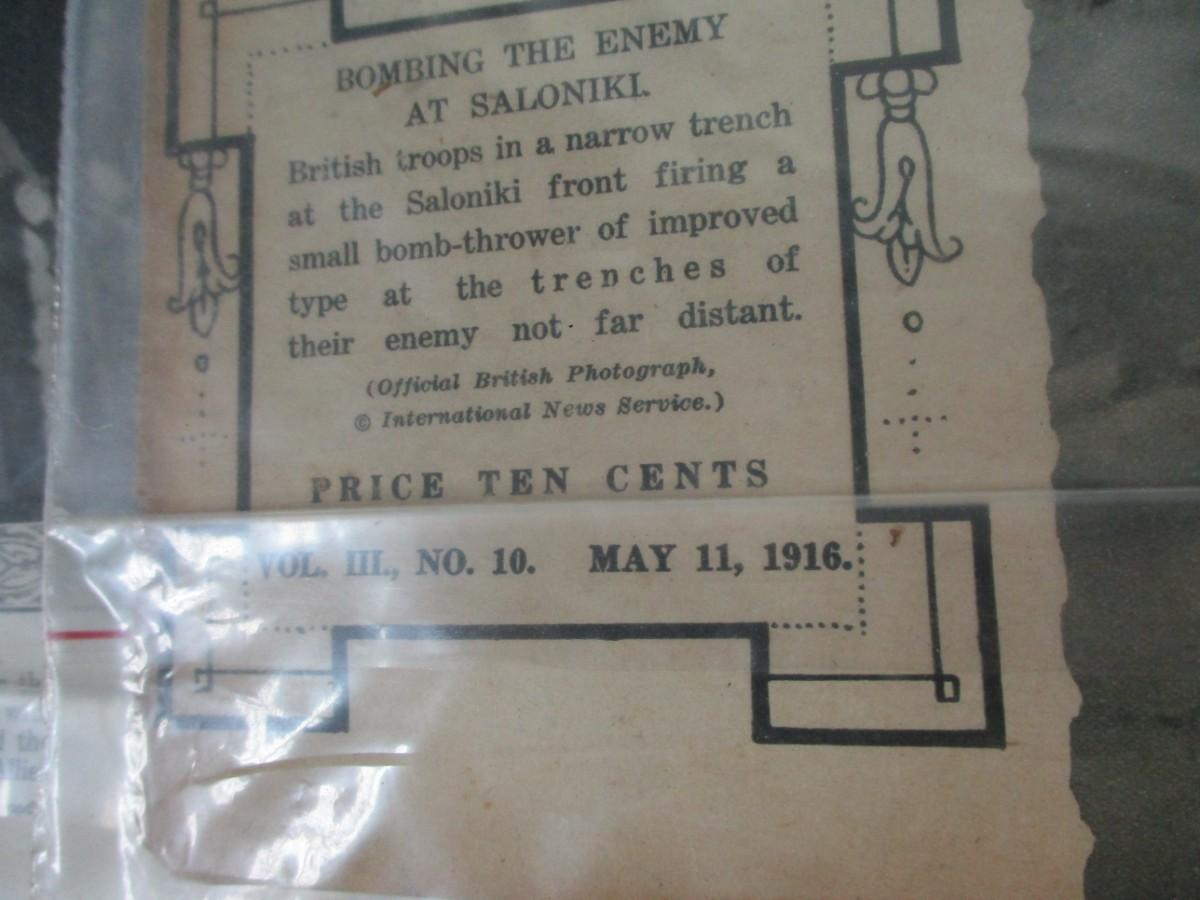 BOMBING THE ENEMY
AT SALONIKI.
British troops in a narrow trench
at the Saloniki front firing a
small bomb-thrower of improved
type at the trenches of
their enemy not far distant.
(Official British Photograph,
© International News Service.)
PRICE TEN CENTS
VOL. III., NO. 10. MAY 11, 1916.